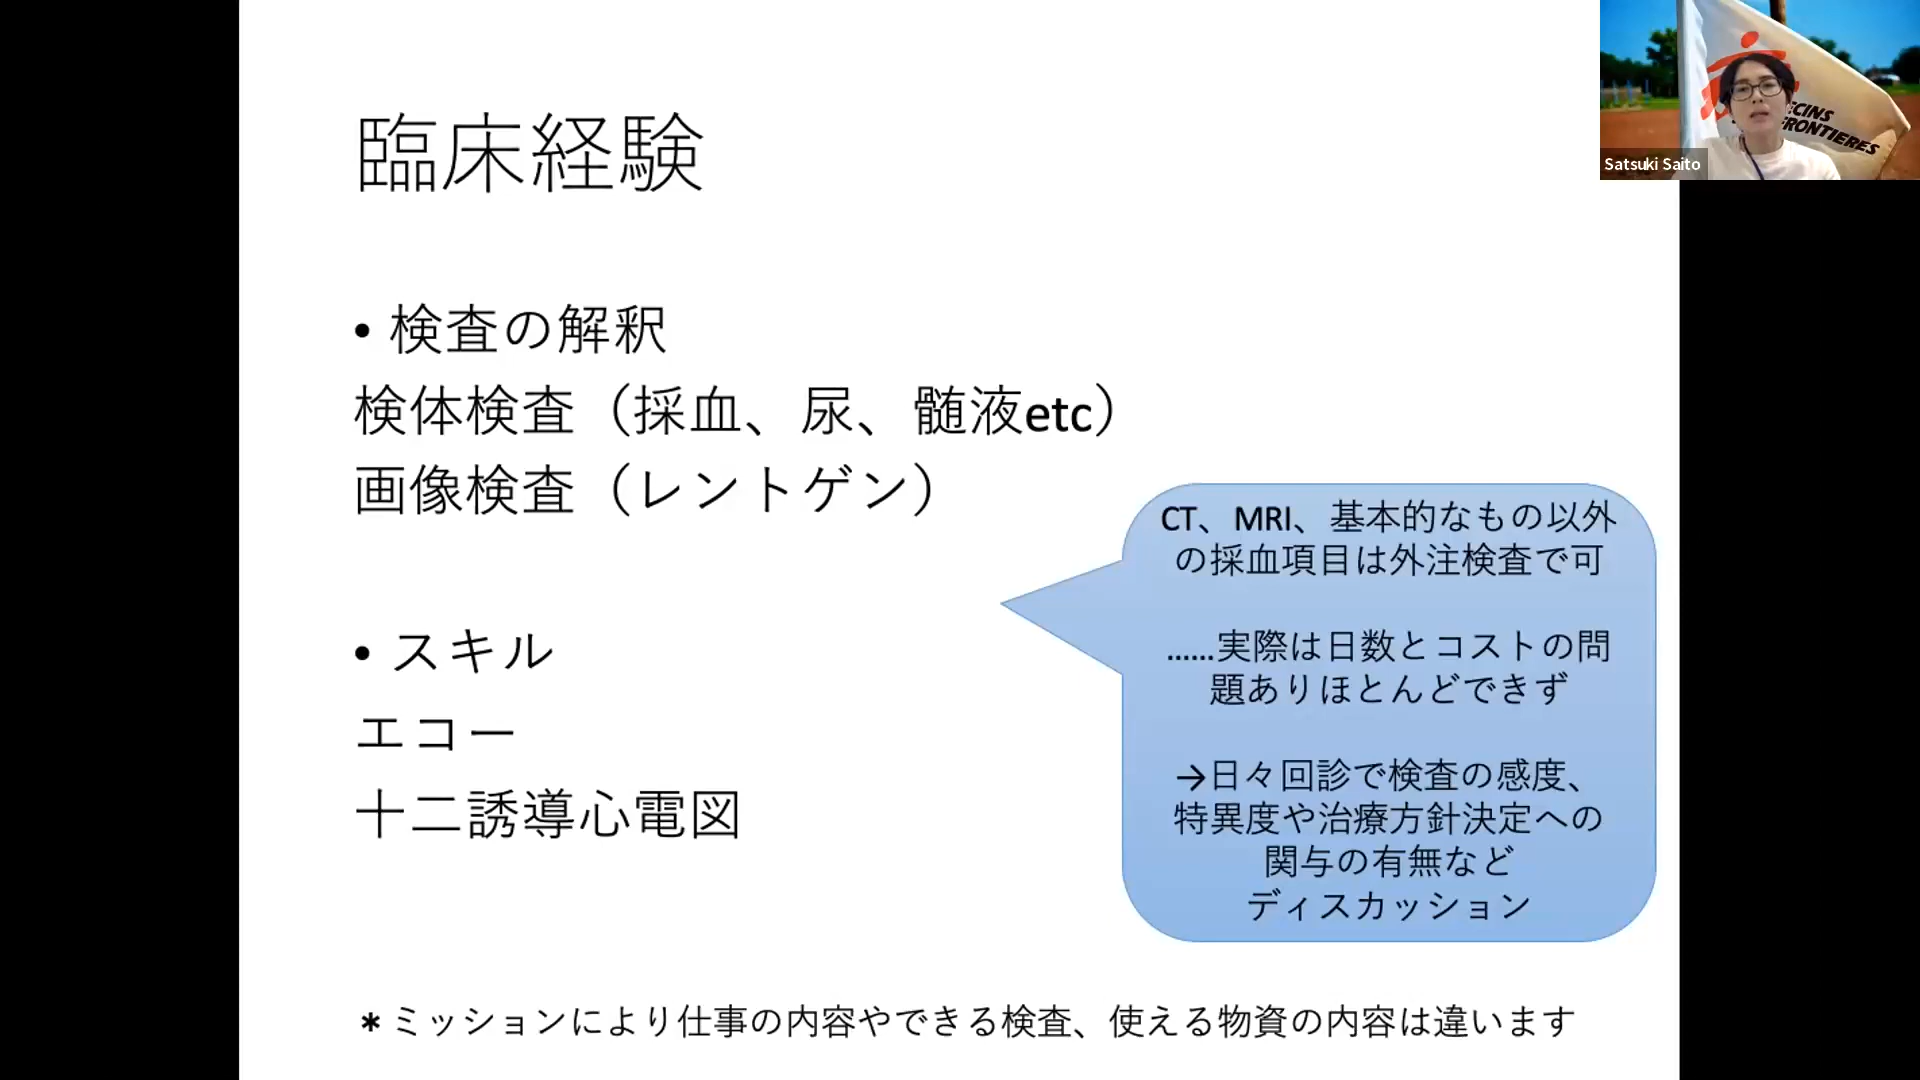 臨床経験
• 検査の解釈
検体検査（採血、尿、髄液etc）
画像検査（レントゲン）
• スキル
エコー
十二誘導心電図
CT、MRI、基本的なもの以外
の採血項目は外注検査で可
……実際は日数とコストの問
題ありほとんどできず
→日々回診で検査の感度、
特異度や治療方針決定への
関与の有無など
ディスカッション
＊ミッションにより仕事の内容やできる検査、使える物資の内容は違います
ECINS
FRONTIERES
Satsuki Saito